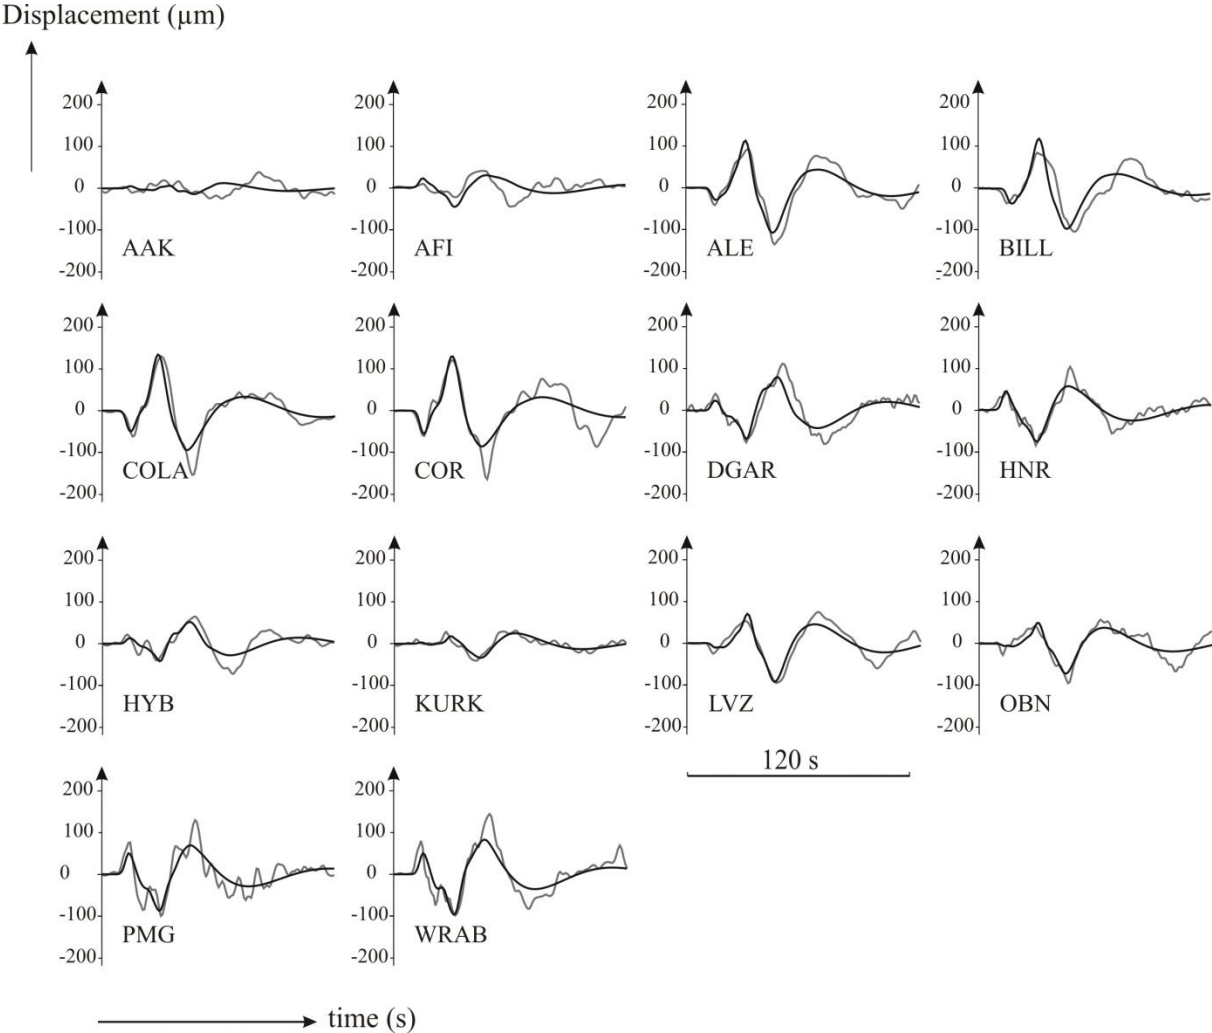 Displacement (µm)
200 200 200 200
100 100 100 100
0 0 0 0
-100 -100 -100 -100
AAK AFI ALE BILL
-200 -200 -200
200 200 200 200
100 100 100 100
0 0 0 0
-100 -100 -100 -100
COLA COR DGAR HNR
-200 -200 -200 -200
200 200 200 200
100 100 100 100
0 0 0 0
-100 -100 -100 -100
HYB KURK LVZ OBN
-200 -200 -200 -200
120 s
200 200
100 100
0 0
-100 -100
PMG WRAB
-200 -200
time (s)